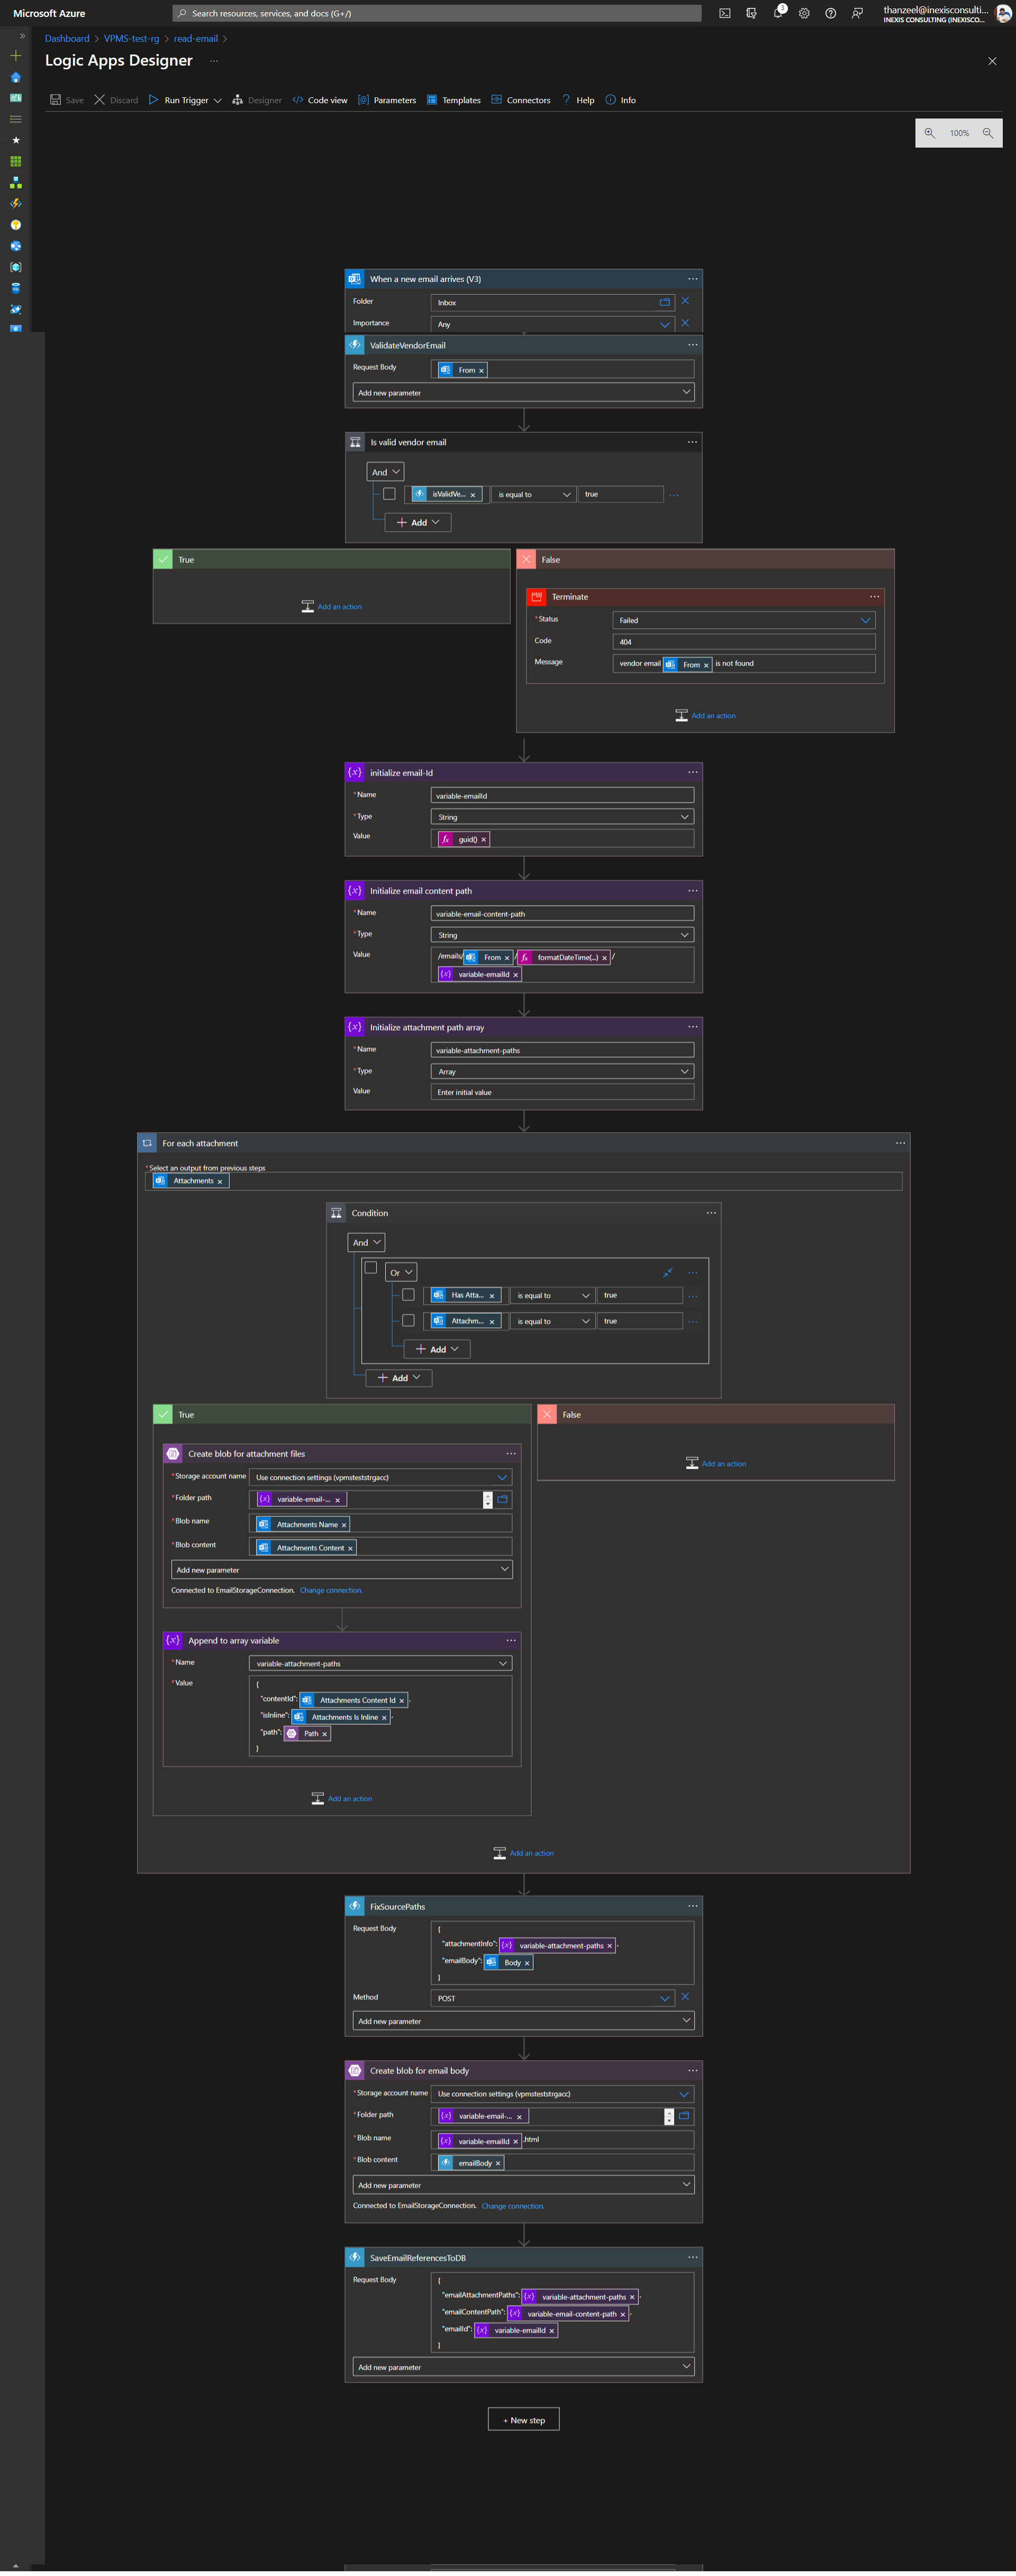 Microsoft Azure
Search resources, services, and docs (G+/)
3
thanzeel@inexisconsulti...
INEXIS CONSULTING (INEXISCO...
Dashboard > VPMS-test-rg > read-email >
Logic Apps Designer ...
Save Discard Run Trigger Designer Code view Parameters Templates Connectors Help Info
100%
When a new email arrives (V3)
Folder Inbox
Importance Any
ValidateVendorEmail
Request Body From
Add new parameter
Is valid vendor email
And
isValidVe... is equal to true
Add
True
Add an action
False
Terminate
*Status Failed
Code 404
Message vendor email From is not found
Add an action
initialize email-Id
*Name variable-emailId
*Type String
Value guid()
Initialize email content path
*Name variable-email-content-path
*Type String
Value /emails/ From / formatDateTime(...) /
variable-emailId
Initialize attachment path array
*Name variable-attachment-paths
*Type Array
Value Enter initial value
For each attachment
*Select an output from previous steps
Attachments
Condition
And
Or
Has Atta... is equal to true
Attachm... is equal to true
Add
Add
True
Create blob for attachment files
*Storage account name Use connection settings (vpmsteststrgacc)
*Folder path variable-email-...
*Blob name Attachments Name
*Blob content Attachments Content
Add new parameter
Connected to EmailStorageConnection. Change connection.
Append to array variable
*Name variable-attachment-paths
*Value {
"contentId": Attachments Content Id ,
"isInline": Attachments Is Inline ,
"path": Path
}
Add an action
False
Add an action
Add an action
FixSourcePaths
Request Body {
"attachmentInfo": variable-attachment-paths ,
"emailBody": Body
}
Method POST
Add new parameter
Create blob for email body
*Storage account name Use connection settings (vpmsteststrgacc)
*Folder path variable-email-...
*Blob name variable-emailId .html
*Blob content emailBody
Add new parameter
Connected to EmailStorageConnection. Change connection.
SaveEmailReferencesToDB
Request Body {
"emailAttachmentPaths": variable-attachment-paths ,
"emailContentPath": variable-email-content-path ,
"emailId": variable-emailId
}
Add new parameter
+ New step